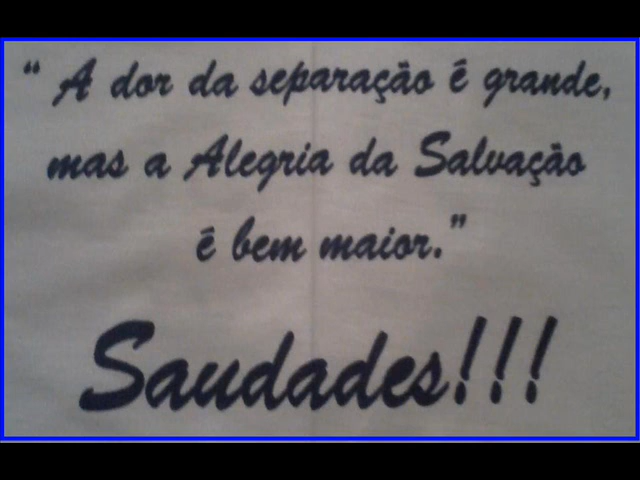 “ A dor da separação é grande,
mas a Alegria da Salvação
é bem maior.”
Saudades!!!